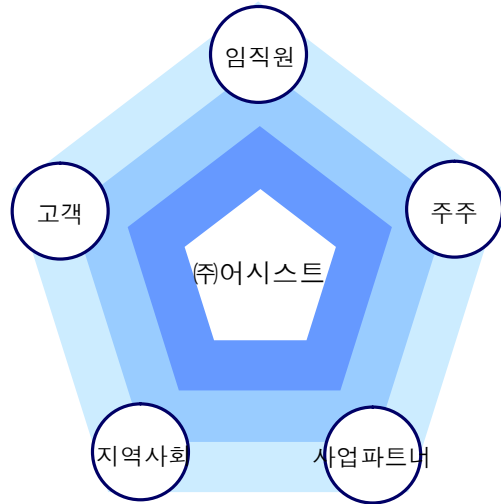 임직원
고객
주주
㈜어시스트
지역사회
사업파트너